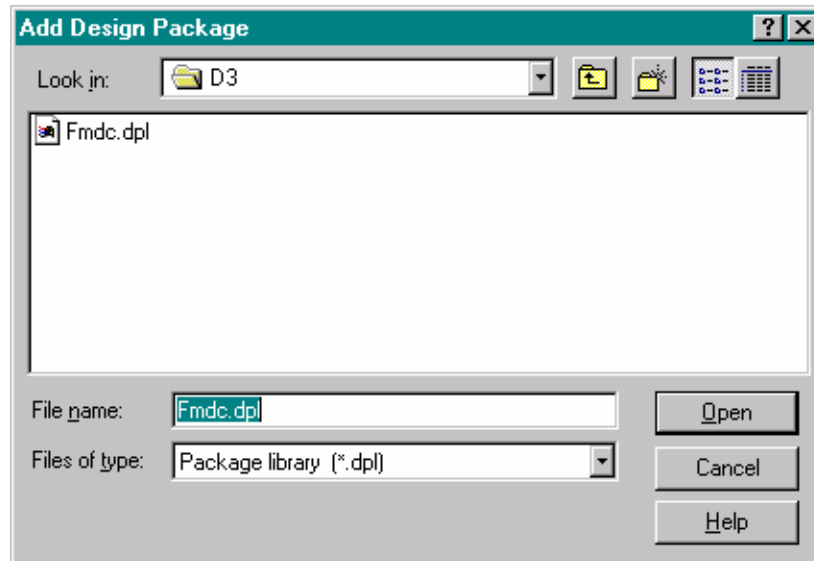 Add Design Package
Look in: D3
Fmdc.dpl
File name: Fmdc.dpl Open
Files of type: Package library (*.dpl) Cancel
Help